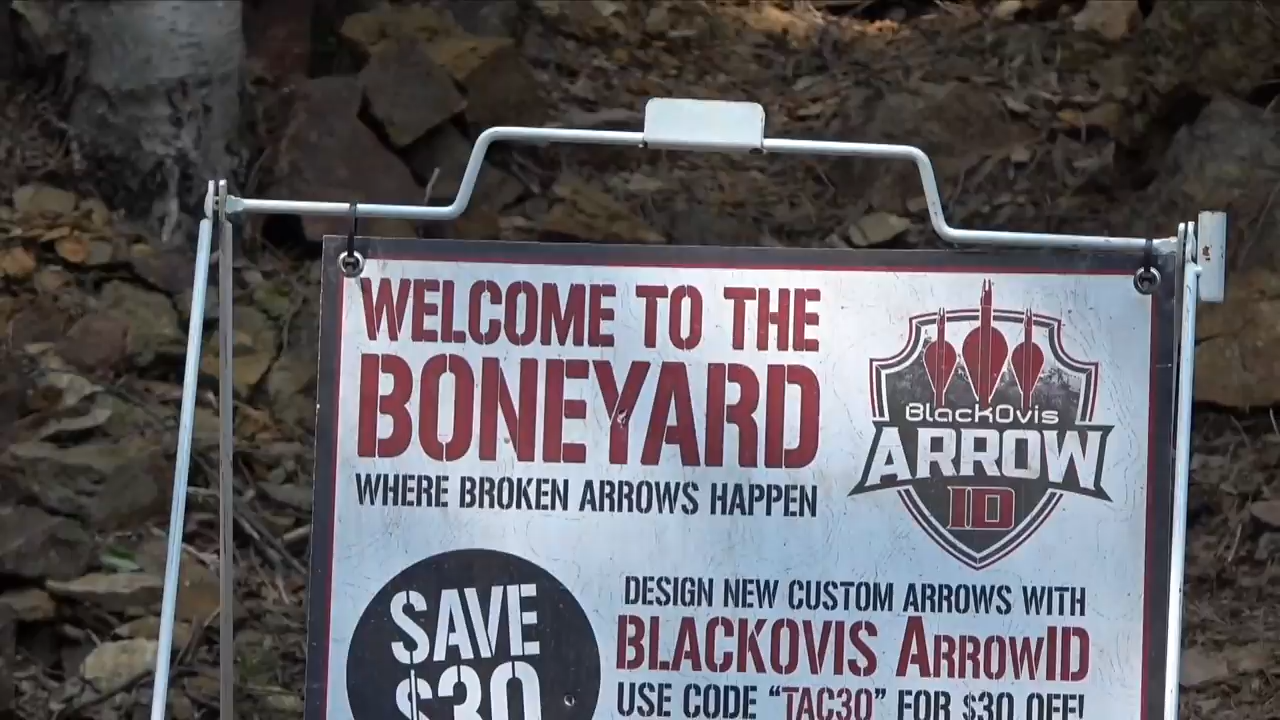 WELCOME TO THE
BONEYARD
WHERE BROKEN ARROWS HAPPEN
BlackOvis
ARROW
ID
SAVE
$30
DESIGN NEW CUSTOM ARROWS WITH
BLACKOVIS ARROWID
USE CODE “TAC30” FOR $30 OFF!